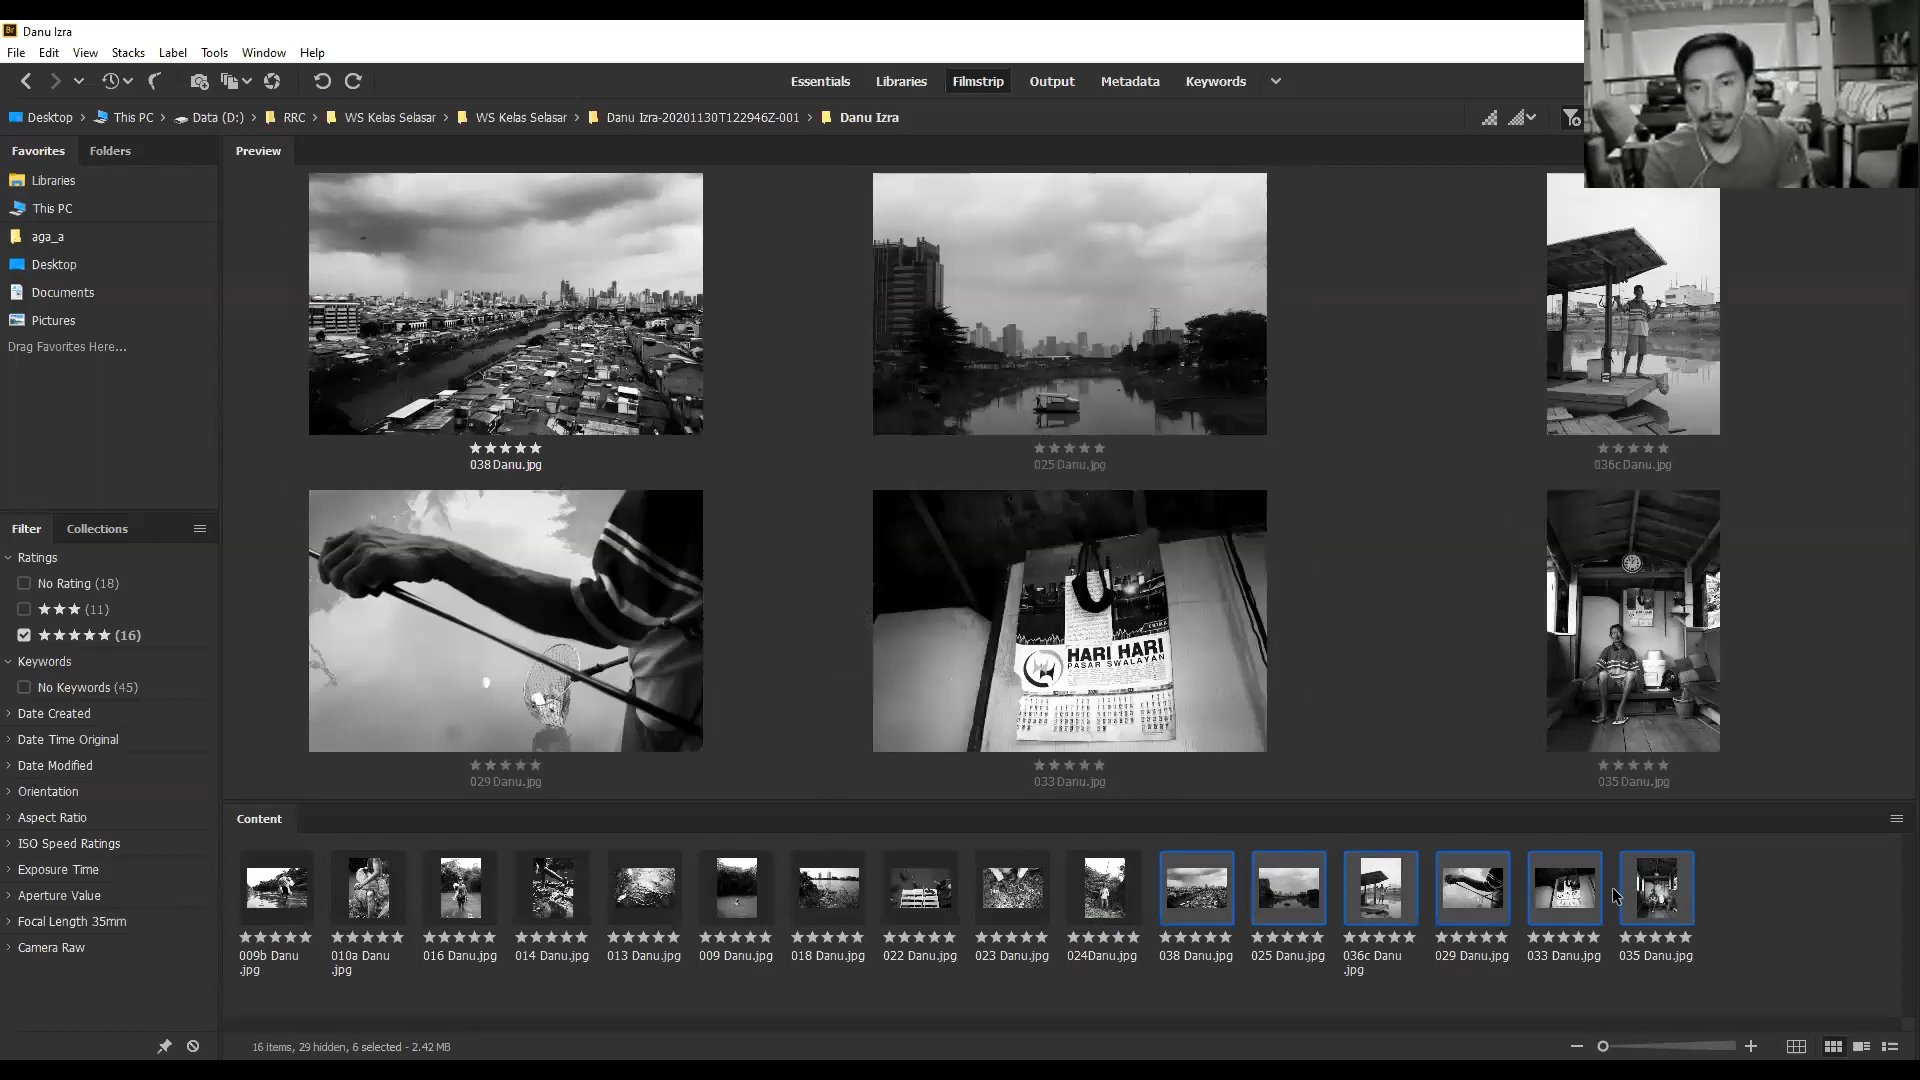 Br Danu Izra
File Edit View Stacks Label Tools Window Help
Essentials Libraries Filmstrip Output Metadata Keywords
Desktop This PC Data (D:) RRC WS Kelas Selasar WS Kelas Selasar Danu Izra-20201130T122946Z-001 Danu Izra
Favorites Folders
Preview
Libraries
This PC
aga_a
Desktop
Documents
Pictures
Drag Favorites Here...
038 Danu.jpg 025 Danu.jpg 036c Danu.jpg
HARI HARI
PASAR SWALAYAN
029 Danu.jpg 033 Danu.jpg 035 Danu.jpg
Filter Collections
Ratings
No Rating (18)
★★★ (11)
★★★★★ (16)
Keywords
No Keywords (45)
Date Created
Date Time Original
Date Modified
Orientation
Aspect Ratio
ISO Speed Ratings
Exposure Time
Aperture Value
Focal Length 35mm
Camera Raw
Content
009b Danu
.jpg
010a Danu
.jpg
016 Danu.jpg
014 Danu.jpg
013 Danu.jpg
009 Danu.jpg
018 Danu.jpg
022 Danu.jpg
023 Danu.jpg
024Danu.jpg
038 Danu.jpg
025 Danu.jpg
036c Danu
.jpg
029 Danu.jpg
033 Danu.jpg
035 Danu.jpg
16 items, 29 hidden, 6 selected - 2.42 MB